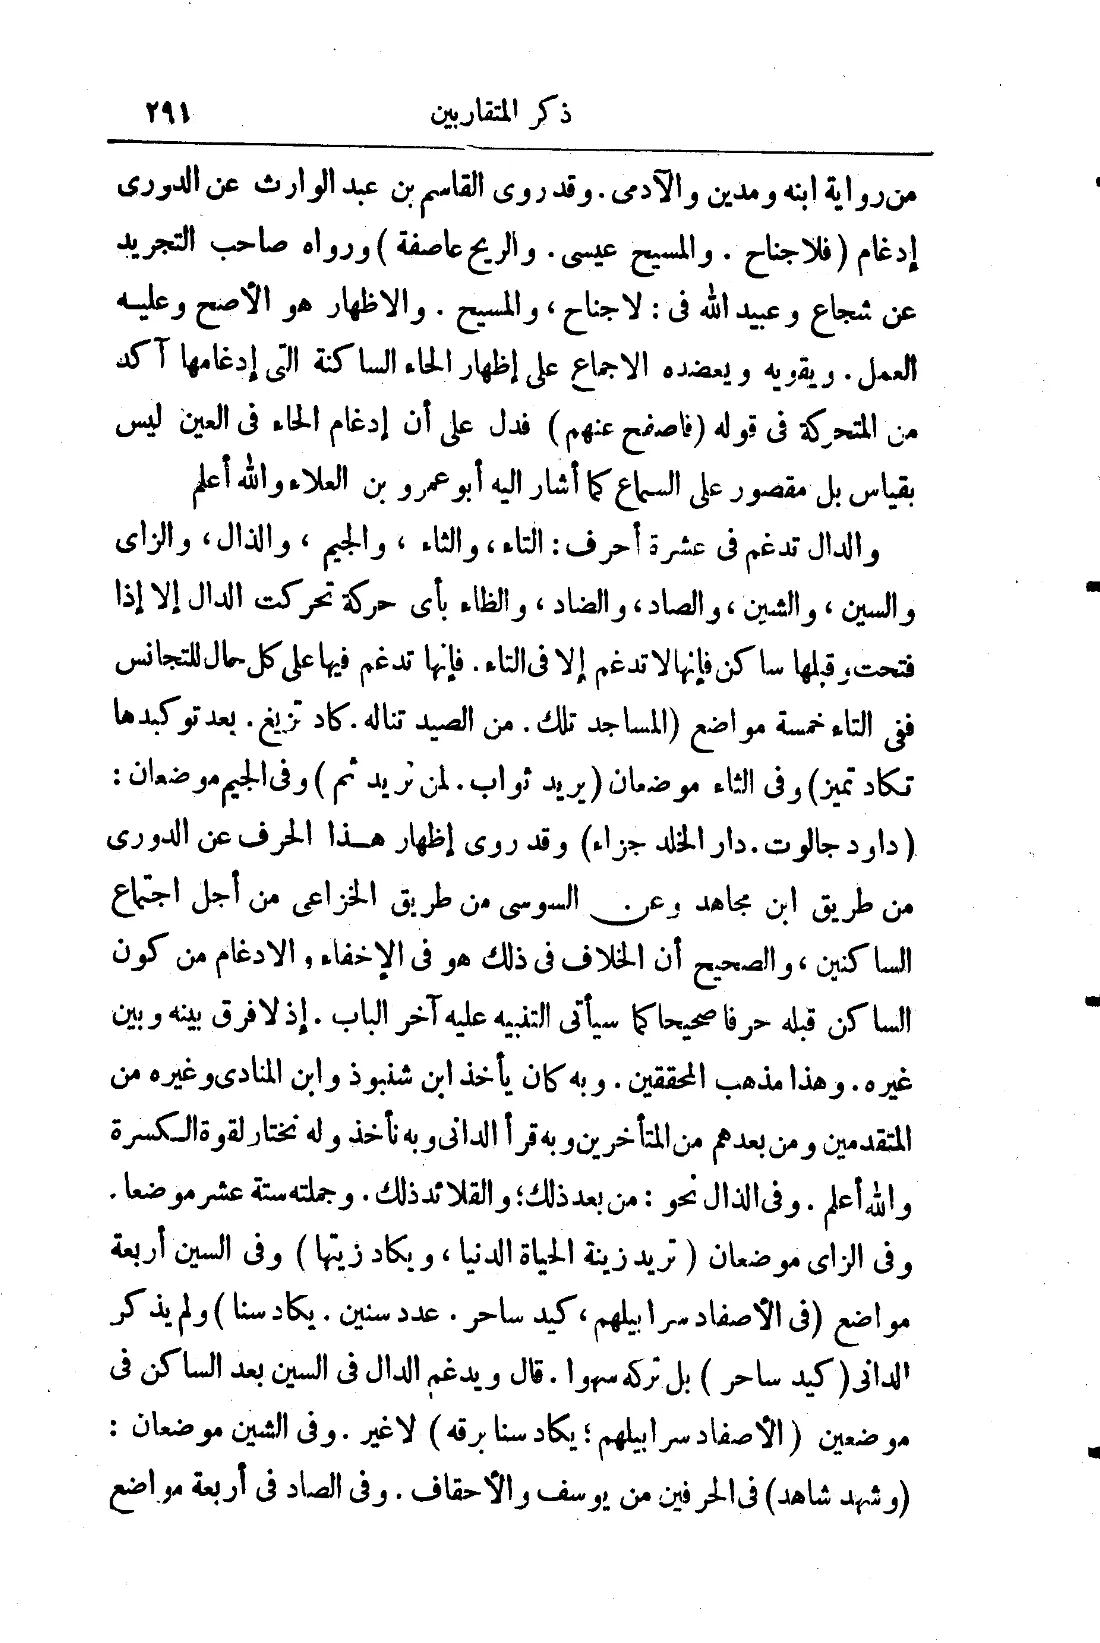 ذكر المتقاربين ٢٩١
من رواية ابنه ومدين والآدمى. وقد روى القاسم بن عبد الوارث عن الدورى
إدغام (فلا جناح . والمسيح عيسى. والريح عاصفة) ورواه صاحب التجريد
عن شجاع وعبيد الله فى : لا جناح ، والمسيح . والاظهار هو الأصح وعليه
العمل. ويقويه ويعضده الاجماع على إظهار الحاء الساكنة التى إدغامها آكد
من المتحركة فى قوله (فاصفح عنهم) فدل على أن إدغام الحاء فى العين ليس
بقياس بل مقصور على السماع كما أشار اليه أبو عمرو بن العلاء والله أعلم
والدال تدغم فى عشرة أحرف : التاء ، والثاء ، والجيم ، والذال ، والزاى
والسين ، والشين ، والصاد ، والضاد ، والظاء بأى حركة تحركت الدال إلا إذا
فتحت وقبلها ساكن فإنها لا تدغم إلا فى التاء. فإنها تدغم فيها على كل حال للتجانس
ففى التاء خمسة مواضع (المساجد تلك . من الصيد تناله . كاد تزيغ . بعد توكيدها
تكاد تميز) وفى الثاء موضعان (يريد ثواب . لمن نريد ثم ) وفى الجيم موضعان :
(داود جالوت . دار الخلد جزاء) وقد روى إظهار هــذا الحرف عن الدورى
من طريق ابن مجاهد وعن السوسى من طريق الخزاعى من أجل اجتماع
الساكنين ، والصحيح أن الخلاف فى ذلك هو فى الإخفاء والادغام من كون
الساكن قبله حرفا صحيحا كما سيأتى التنبيه عليه آخر الباب . إذ لا فرق بينه وبين
غيره. وهذا مذهب المحققين . وبه كان يأخذ ابن شنبوذ وابن المنادى وغيره من
المتقدمين ومن بعدهم من المتأخرين وبه قرأ الدانى وبه نأخذ وله نختار لقوة الكسرة
والله أعلم . وفى الذال نحو : من بعد ذلك؛ والقلائد ذلك . وجملته ستة عشر موضعا.
وفى الزاى موضعان ( تريد زينة الحياة الدنيا ، ويكاد زيتها ) وفى السين أربعة
مواضع (فى الأصفاد سرابيلهم ، كيد ساحر . عدد سنين . يكاد سنا ) ولم يذكر
الدانى ( كيد ساحر ) بل تركه سهوا . قال ويدغم الدال فى السين بعد الساكن فى
موضعين ( الأصفاد سرابيلهم ؛ يكاد سنا برقه ) لا غير . وفى الشين موضعان :
(وشهد شاهد) فى الحرفين من يوسف والأحقاف . وفى الصاد فى أربعة مواضع